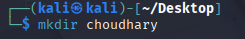 ┌──(kali㉿kali)-[~/Desktop]
└─$ mkdir choudhary